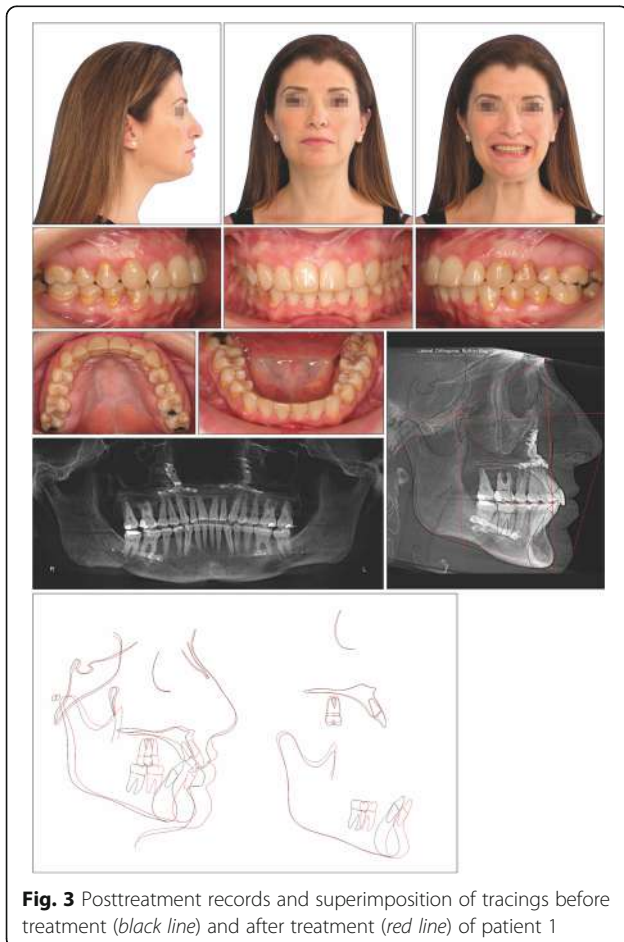 R
L
Fig. 3 Posttreatment records and superimposition of tracings before
treatment (black line) and after treatment (red line) of patient 1